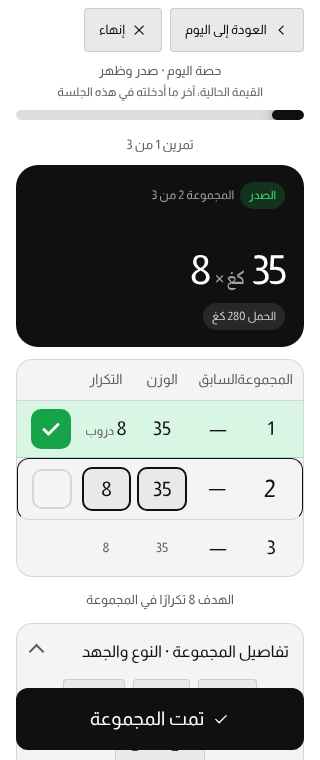 العودة إلى اليوم
إنهاء
حصة اليوم · صدر وظهر
القيمة الحالية: آخر ما أدخلته في هذه الجلسة
تمرين 1 من 3
الصدر المجموعة 2 من 3
35 كغ × 8
الحمل 280 كغ
المجموعة السابق الوزن التكرار
1 — 35 8 دروب
2 — 35 8
3 — 35 8
الهدف 8 تكرارًا في المجموعة
تفاصيل المجموعة · النوع والجهد
تمت المجموعة